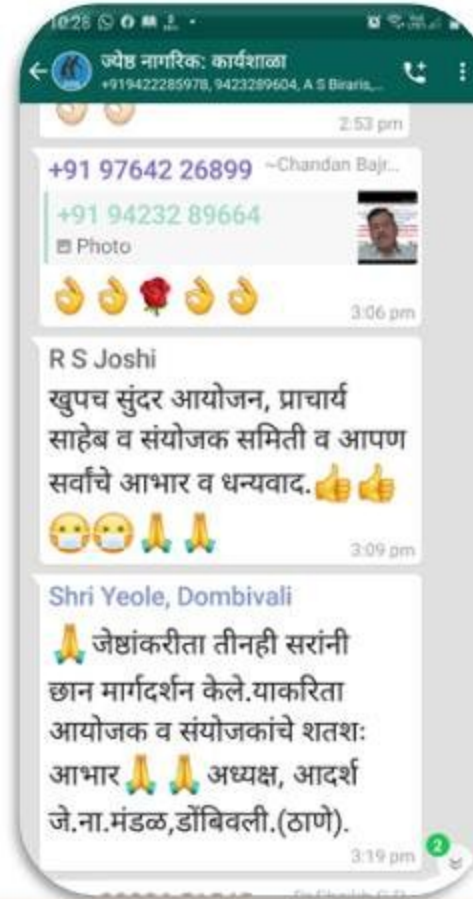 10:28
ज्येष्ठ नागरिक: कार्यशाळा
+919422285978, 9423289604, A S Biraris,...
2:53 pm
+91 97642 26899 ~Chandan Bajr...
+91 94232 89664
Photo
👌👌🌹👌👌
3:06 pm
R S Joshi
खुपच सुंदर आयोजन, प्राचार्य
साहेब व संयोजक समिती व आपण
सर्वांचे आभार व धन्यवाद.👍👍
😷😷🙏🙏
3:09 pm
Shri Yeole, Dombivali
🙏जेष्ठांकरीता तीनही सरांनी
छान मार्गदर्शन केले.याकरिता
आयोजक व संयोजकांचे शतशः
आभार🙏🙏अध्यक्ष, आदर्श
जे.ना.मंडळ,डोंबिवली.(ठाणे).
3:19 pm
2